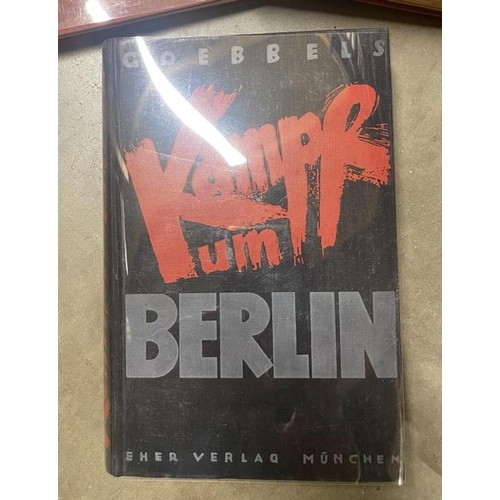 GOEBBELS
Kampf
um
BERLIN
EHER VERLAG MÜNCHEN